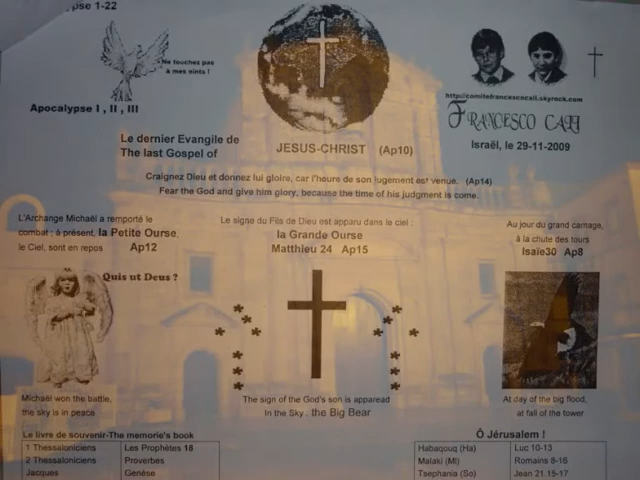 pse 1-22
Ne touchez pas
à mes oints !
Apocalypse I , II , III
http://comitefrancescocali.skyrock.com
FRANCESCO CALI
Israël, le 29-11-2009
Le dernier Evangile de
The last Gospel of
JESUS-CHRIST (Ap10)
Craignez Dieu et donnez lui gloire, car l'heure de son jugement est venue. (Ap14)
Fear the God and give him glory, because the time of his judgment is come.
L'Archange Michaël a remporté le
combat ; à présent, la Petite Ourse,
le Ciel, sont en repos Ap12
Le signe du Fils de Dieu est apparu dans le ciel :
la Grande Ourse
Matthieu 24 Ap15
Au jour du grand carnage,
à la chute des tours
Isaïe30 Ap8
Quis ut Deus ?
Michaël won the battle,
the sky is in peace
The sign of the God's son is apparead
In the Sky : the Big Bear
At day of the big flood,
at fall of the tower
Le livre de souvenir-The memorie's book
1 Thessaloniciens Les Prophètes 18
2 Thessaloniciens Proverbes
Jacques Genèse
Ô Jérusalem !
Habaqouq (Ha) Luc 10-13
Malaki (Ml) Romains 8-16
Tsephania (So) Jean 21.15-17